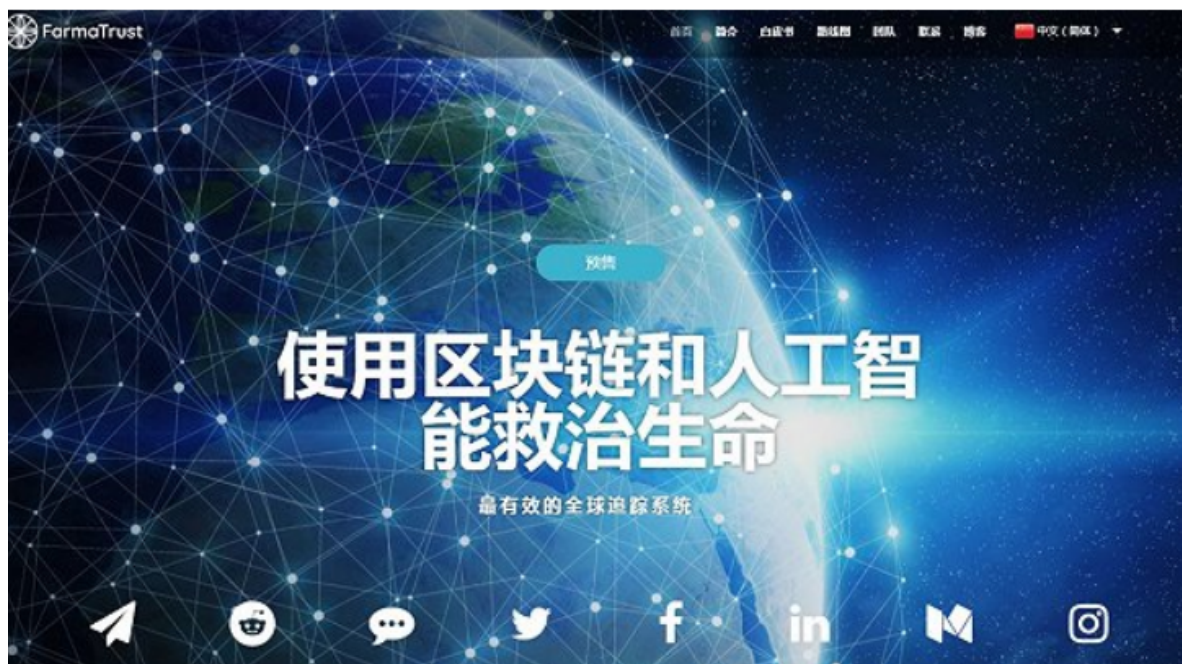 FarmaTrust
首页 简介 白皮书 路线图 团队 联系 博客 中文（简体）
预售
使用区块链和人工智
能救治生命
最有效的全球追踪系统